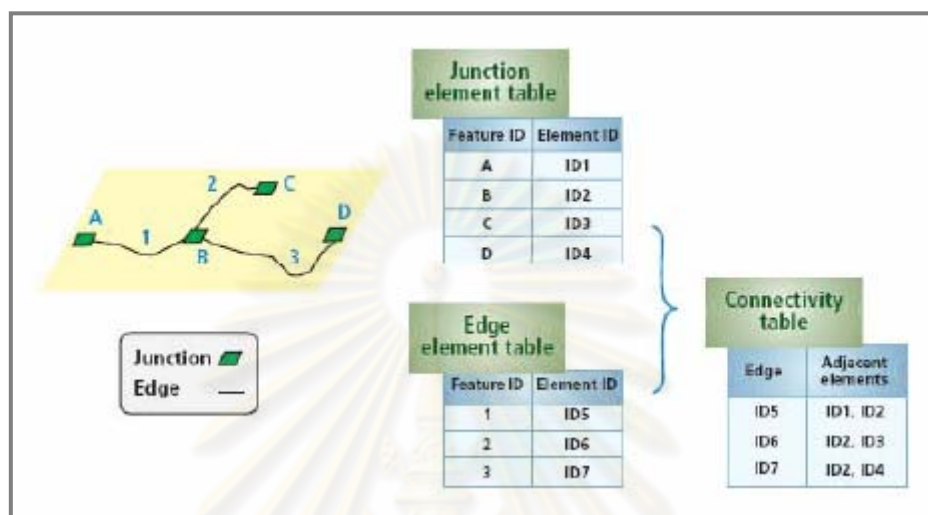 Junction
element table
Feature ID Element ID
A ID1
B ID2
C ID3
D ID4
2 C
A D
1
B 3
Junction
Edge
Edge
element table
Feature ID Element ID
1 ID5
2 ID6
3 ID7
Connectivity
table
Edge Adjacent
elements
ID5 ID1, ID2
ID6 ID2, ID3
ID7 ID2, ID4